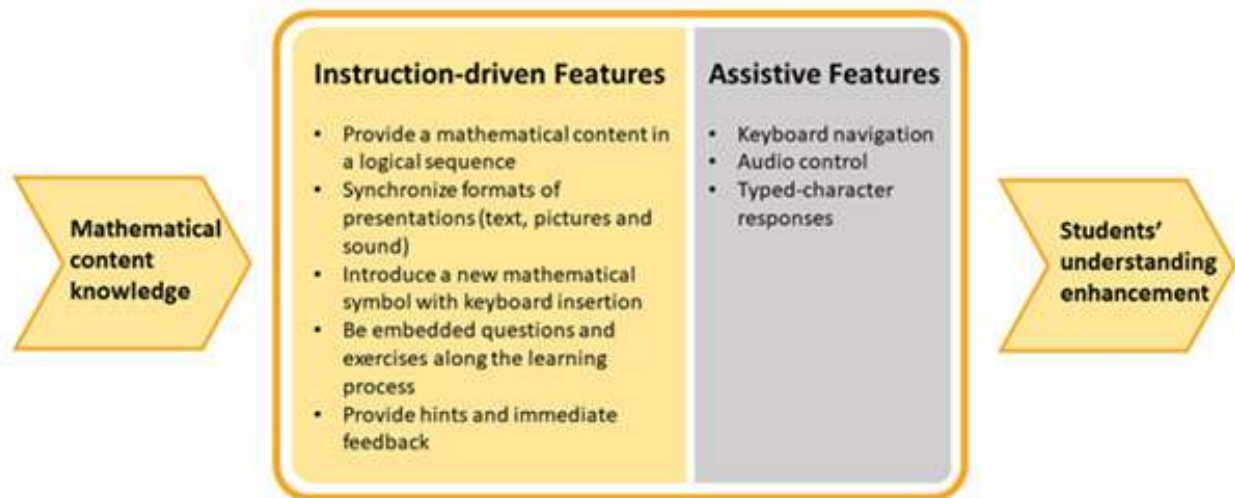 Mathematical
content
knowledge
Instruction-driven Features
• Provide a mathematical content in
a logical sequence
• Synchronize formats of
presentations (text, pictures and
sound)
• Introduce a new mathematical
symbol with keyboard insertion
• Be embedded questions and
exercises along the learning
process
• Provide hints and immediate
feedback
Assistive Features
• Keyboard navigation
• Audio control
• Typed-character
responses
Students'
understanding
enhancement